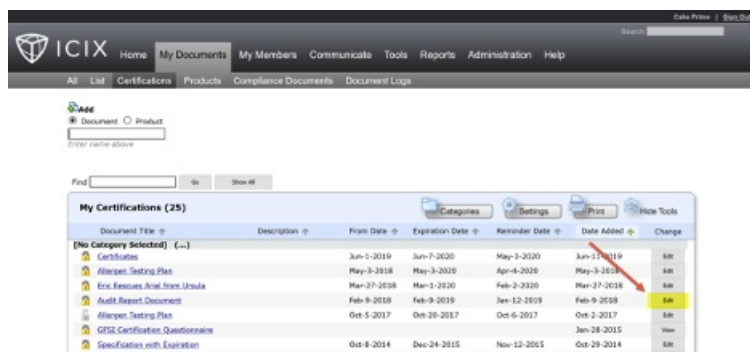 Cake Prime | Sign Out
Search
ICIX Home My Documents My Members Communicate Tools Reports Administration Help
All List Certifications Products Compliance Documents Document Logs
Add
Document Product
Enter name above
Find Go Show All
My Certifications (25) Categories Settings Print Hide Tools
Document Title Description From Date Expiration Date Reminder Date Date Added Change
[No Category Selected] (...)
Certificates Jun-1-2019 Jun-7-2020 May-3-2020 Jun-11-2019 Edit
Allergen Testing Plan May-3-2018 May-3-2020 Apr-4-2020 May-3-2018 Edit
Eric Rescues Ariel from Ursula Mar-27-2018 Mar-1-2020 Feb-2-2020 Mar-27-2018 Edit
Audit Report Document Feb-9-2018 Feb-9-2019 Jan-12-2019 Feb-9-2018 Edit
Allergen Testing Plan Oct-5-2017 Oct-20-2017 Oct-6-2017 Oct-2-2017 Edit
GFSI Certification Questionnaire Jan-28-2015 View
Specification with Expiration Oct-8-2014 Dec-24-2015 Nov-12-2015 Oct-29-2014 Edit